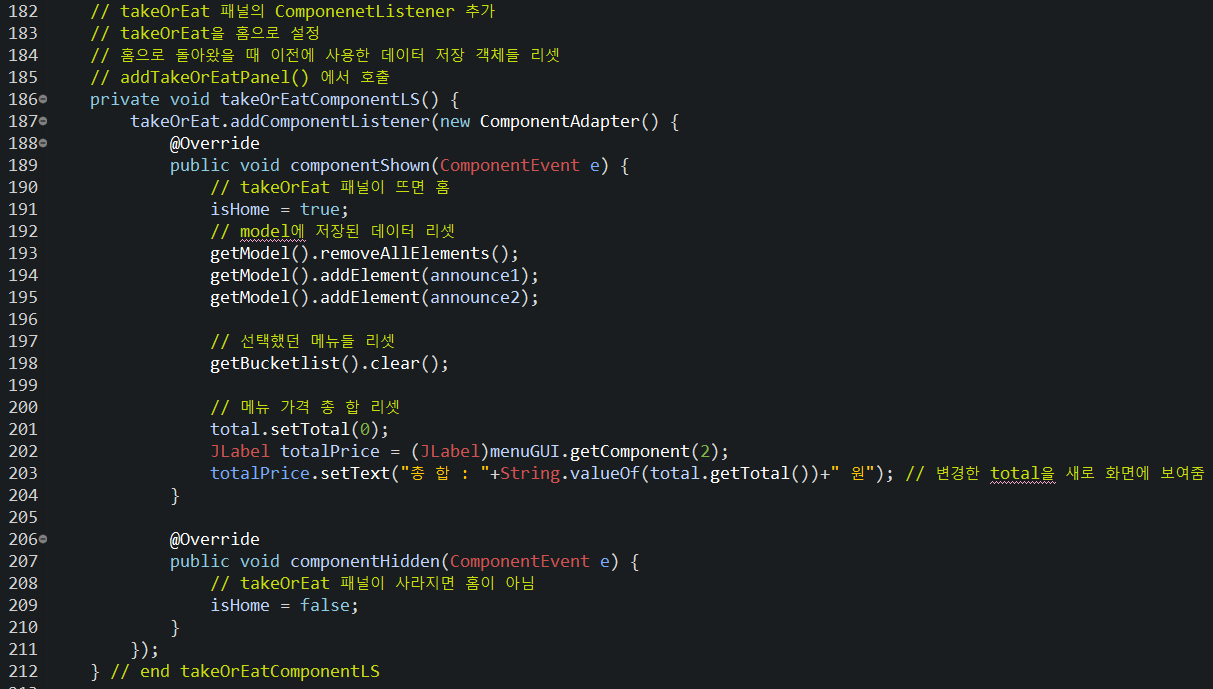 182 // takeOrEat 패널의 ComponenetListener 추가
183 // takeOrEat을 홈으로 설정
184 // 홈으로 돌아왔을 때 이전에 사용한 데이터 저장 객체들 리셋
185 // addTakeOrEatPanel() 에서 호출
186 private void takeOrEatComponentLS() {
187 takeOrEat.addComponentListener(new ComponentAdapter() {
188 @Override
189 public void componentShown(ComponentEvent e) {
190 // takeOrEat 패널이 뜨면 홈
191 isHome = true;
192 // model에 저장된 데이터 리셋
193 getModel().removeAllElements();
194 getModel().addElement(announce1);
195 getModel().addElement(announce2);
196
197 // 선택했던 메뉴들 리셋
198 getBucketlist().clear();
199
200 // 메뉴 가격 총 합 리셋
201 total.setTotal(0);
202 JLabel totalPrice = (JLabel)menuGUI.getComponent(2);
203 totalPrice.setText("총 합 : "+String.valueOf(total.getTotal())+" 원"); // 변경한 total을 새로 화면에 보여줌
204 }
205
206 @Override
207 public void componentHidden(ComponentEvent e) {
208 // takeOrEat 패널이 사라지면 홈이 아님
209 isHome = false;
210 }
211 });
212 } // end takeOrEatComponentLS